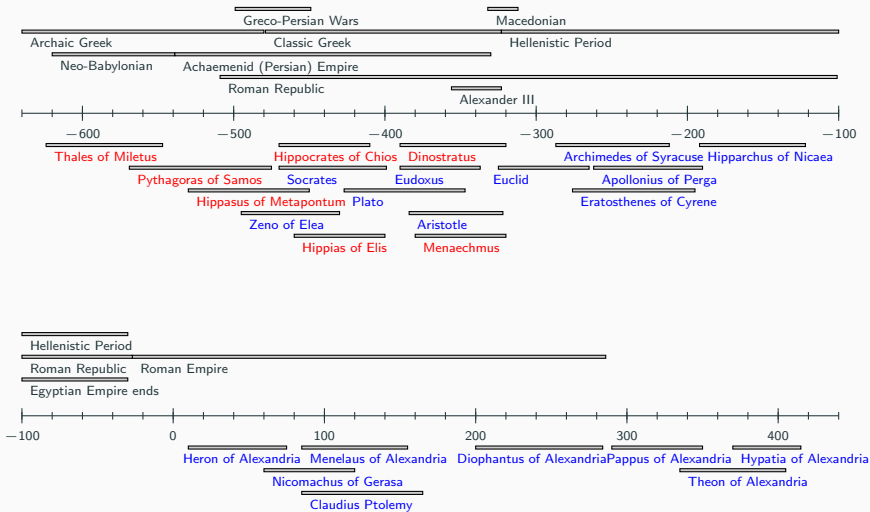 Greco-Persian Wars Macedonian
Archaic Greek Classic Greek Hellenistic Period
Neo-Babylonian Achaemenid (Persian) Empire
Roman Republic
Alexander III
−600 −500 −400 −300 −200 −100
Thales of Miletus Hippocrates of Chios Dinostratus Archimedes of Syracuse Hipparchus of Nicaea
Pythagoras of Samos Socrates Eudoxus Euclid Apollonius of Perga
Hippasus of Metapontum Plato Eratosthenes of Cyrene
Zeno of Elea Aristotle
Hippias of Elis Menaechmus
Hellenistic Period
Roman Republic Roman Empire
Egyptian Empire ends
−100 0 100 200 300 400
Heron of Alexandria Menelaus of Alexandria Diophantus of Alexandria Pappus of Alexandria Hypatia of Alexandria
Nicomachus of Gerasa Theon of Alexandria
Claudius Ptolemy